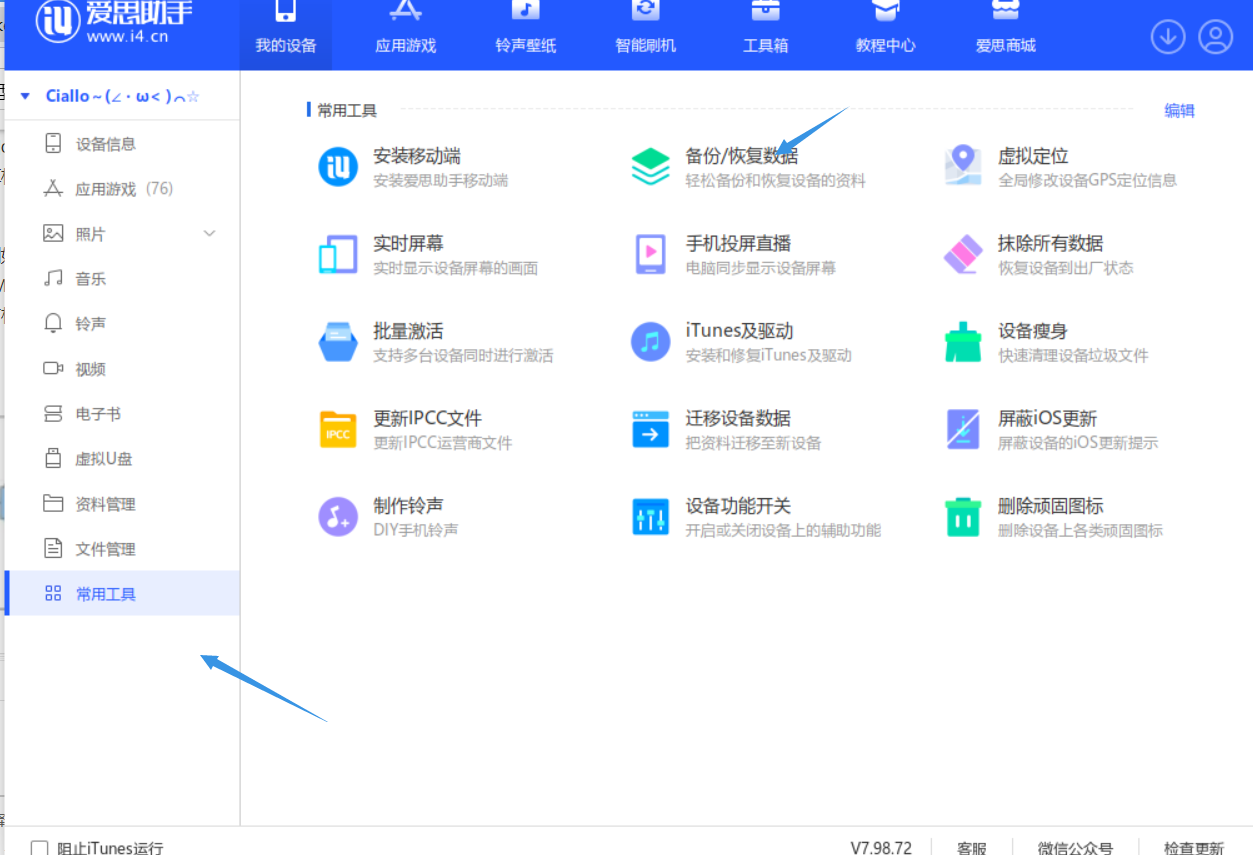 爱思助手
www.i4.cn
我的设备
应用游戏
铃声壁纸
智能刷机
工具箱
教程中心
爱思商城
Ciallo～(∠・ω< )⌒☆
设备信息
应用游戏 (76)
照片
音乐
铃声
视频
电子书
虚拟U盘
资料管理
文件管理
常用工具
常用工具
编辑
安装移动端
安装爱思助手移动端
备份/恢复数据
轻松备份和恢复设备的资料
虚拟定位
全局修改设备GPS定位信息
实时屏幕
实时显示设备屏幕的画面
手机投屏直播
电脑同步显示设备屏幕
抹除所有数据
恢复设备到出厂状态
批量激活
支持多台设备同时进行激活
iTunes及驱动
安装和修复iTunes及驱动
设备瘦身
快速清理设备垃圾文件
IPCC
更新IPCC文件
更新IPCC运营商文件
迁移设备数据
把资料迁移至新设备
屏蔽iOS更新
屏蔽设备的iOS更新提示
制作铃声
DIY手机铃声
设备功能开关
开启或关闭设备上的辅助功能
删除顽固图标
删除设备上各类顽固图标
阻止iTunes运行
V7.98.72
客服
微信公众号
检查更新